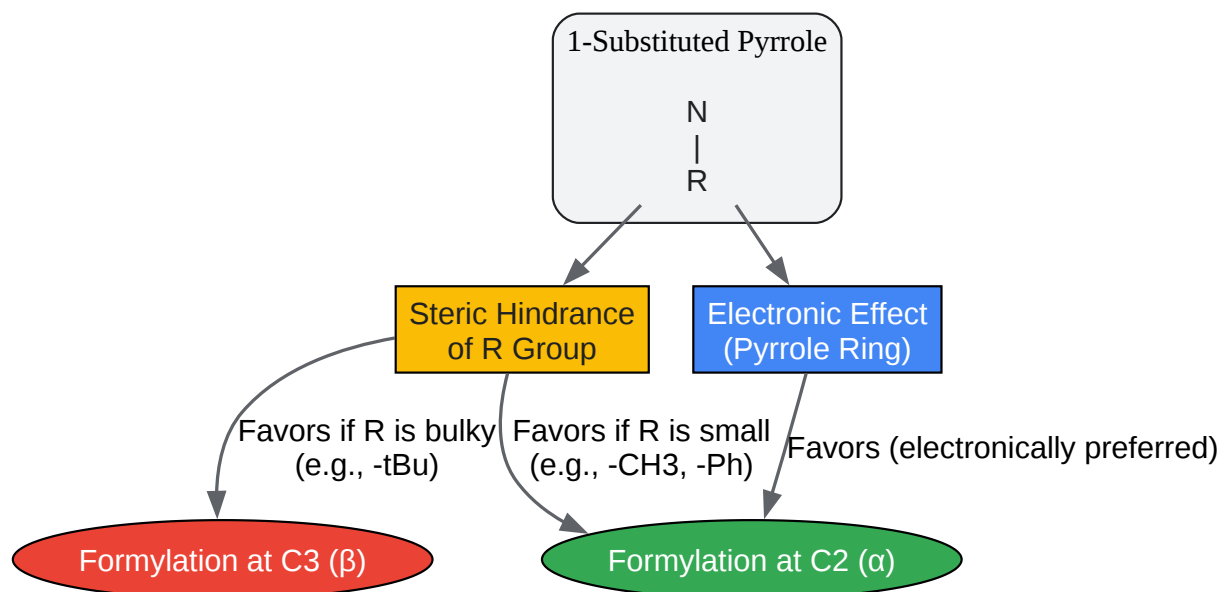 1-Substituted Pyrrole
N
|
R
Steric Hindrance
of R Group
Electronic Effect
(Pyrrole Ring)
Favors if R is bulky
(e.g., -tBu)
Favors if R is small
(e.g., -CH3, -Ph)
Favors (electronically preferred)
Formylation at C3 (β)
Formylation at C2 (α)